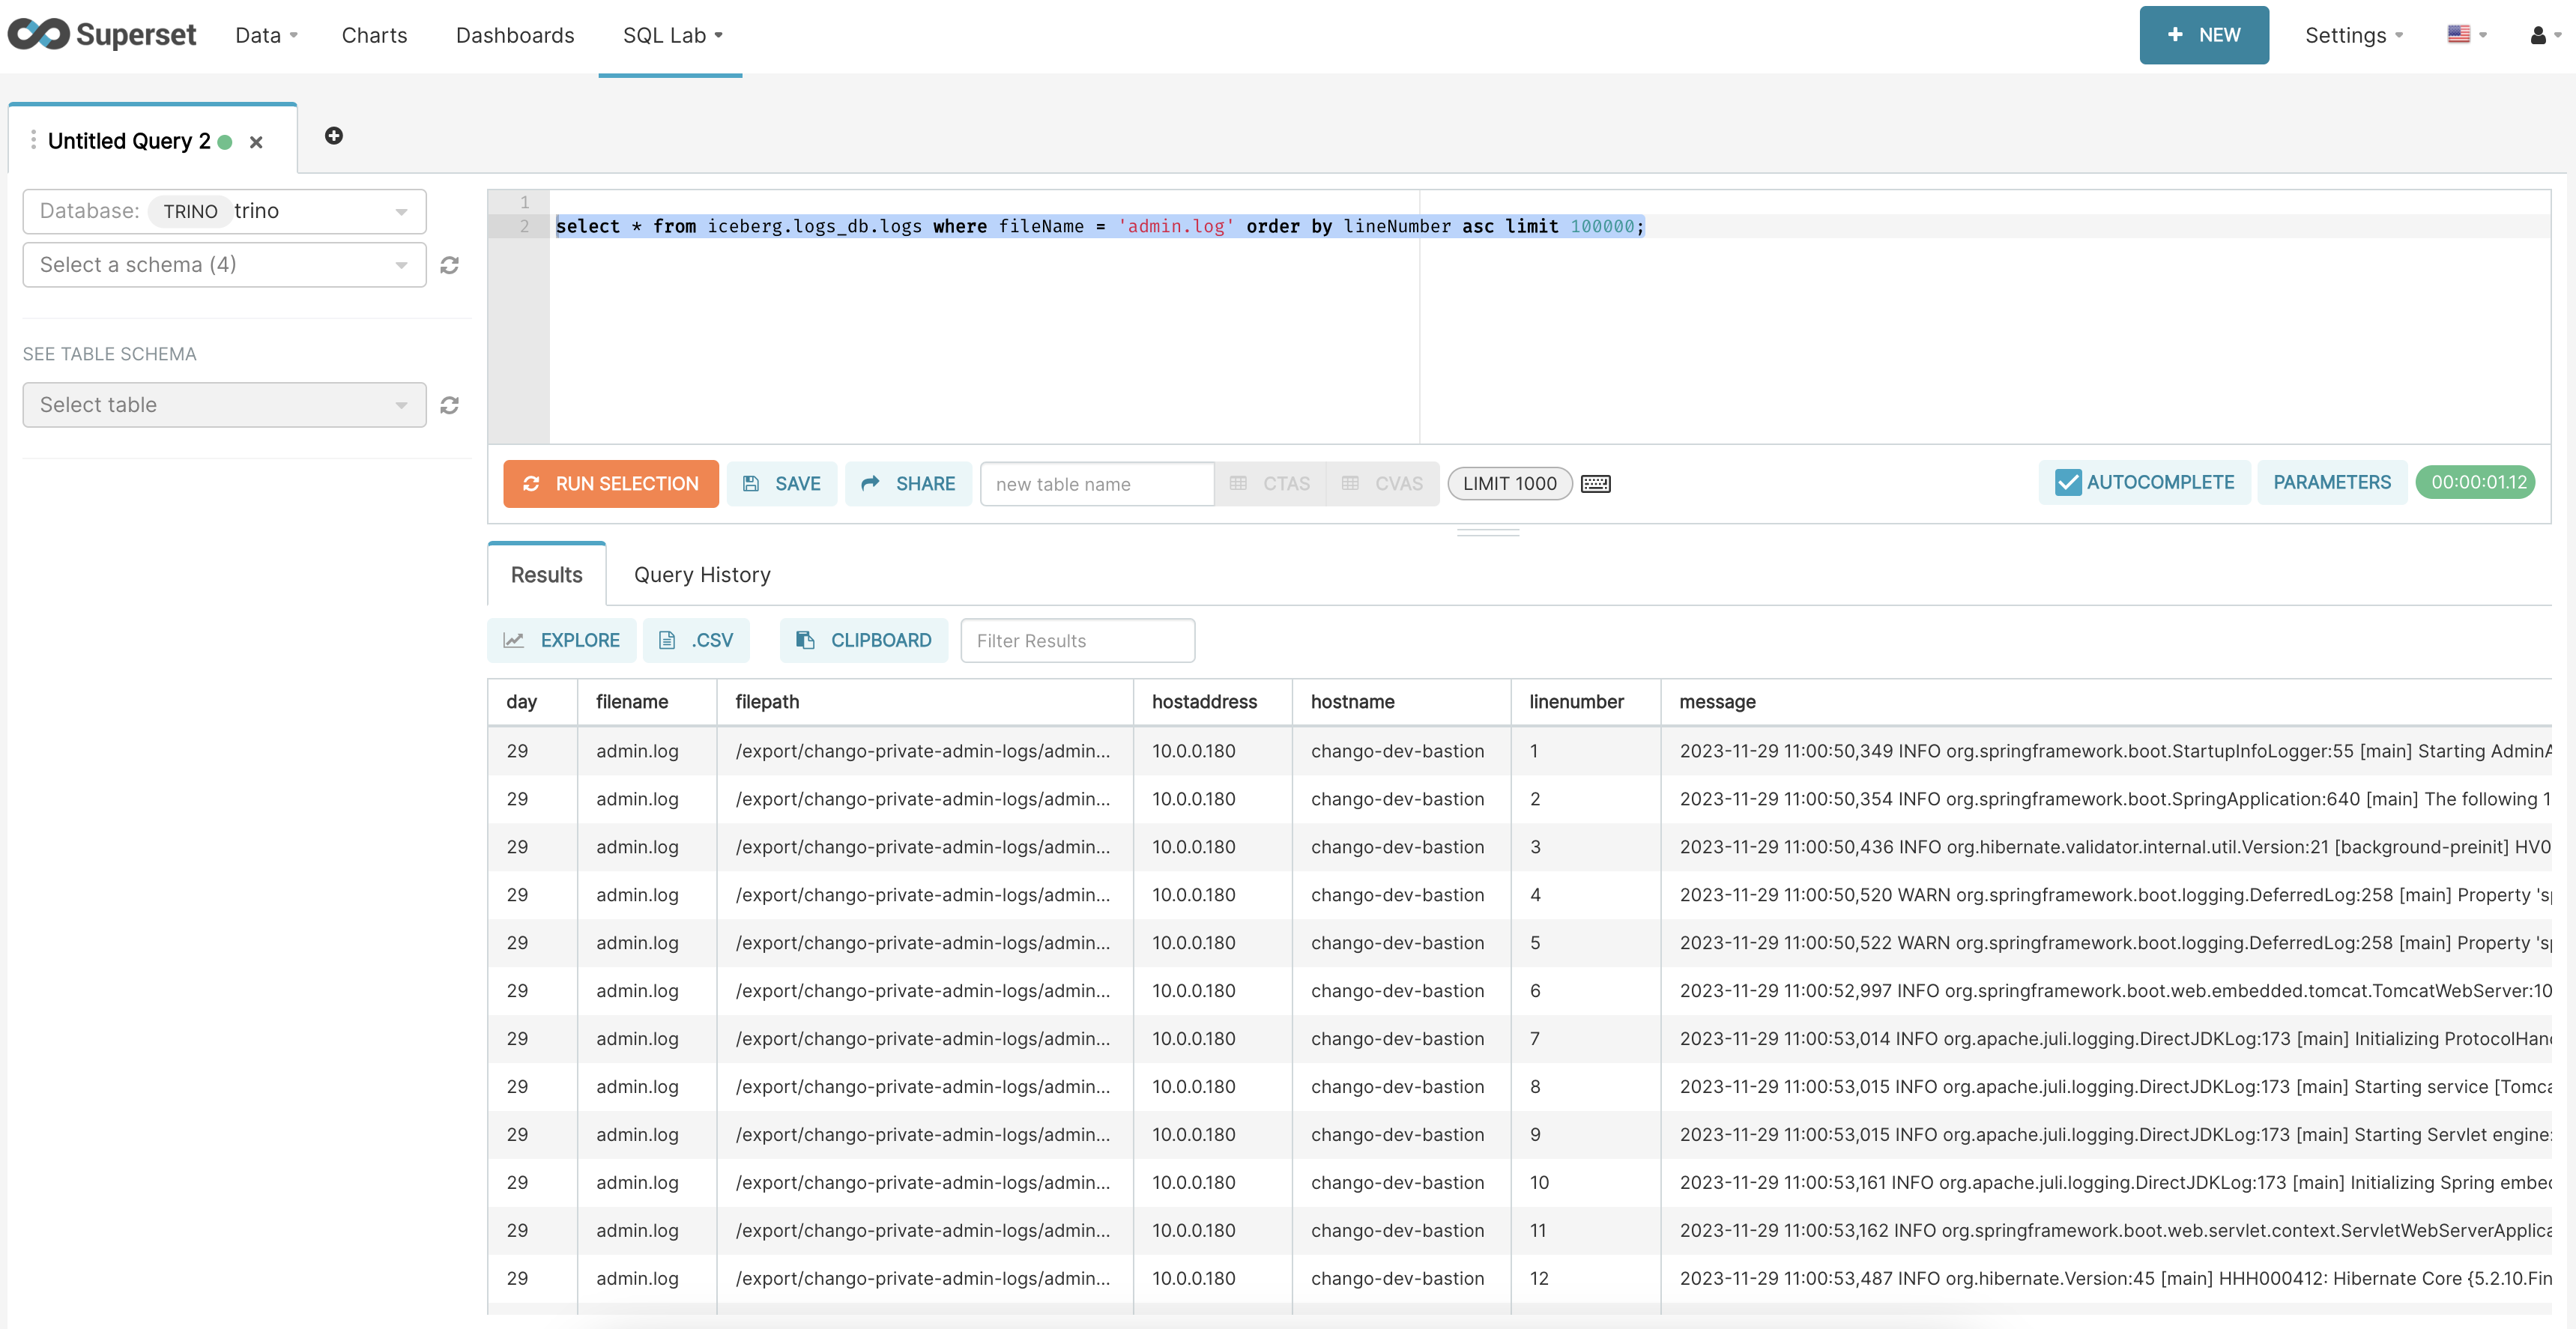 Superset Data Charts Dashboards SQL Lab + NEW Settings
Untitled Query 2
Database: TRINO trino
Select a schema (4)
SEE TABLE SCHEMA
Select table
1
2 select * from iceberg.logs_db.logs where fileName = 'admin.log' order by lineNumber asc limit 100000;
RUN SELECTION SAVE SHARE new table name CTAS CVAS LIMIT 1000 AUTOCOMPLETE PARAMETERS 00:00:01.12
Results Query History
EXPLORE .CSV CLIPBOARD Filter Results
day filename filepath hostaddress hostname linenumber message
29 admin.log /export/chango-private-admin-logs/admin... 10.0.0.180 chango-dev-bastion 1 2023-11-29 11:00:50,349 INFO org.springframework.boot.StartupInfoLogger:55 [main] Starting AdminA
29 admin.log /export/chango-private-admin-logs/admin... 10.0.0.180 chango-dev-bastion 2 2023-11-29 11:00:50,354 INFO org.springframework.boot.SpringApplication:640 [main] The following 1
29 admin.log /export/chango-private-admin-logs/admin... 10.0.0.180 chango-dev-bastion 3 2023-11-29 11:00:50,436 INFO org.hibernate.validator.internal.util.Version:21 [background-preinit] HV0
29 admin.log /export/chango-private-admin-logs/admin... 10.0.0.180 chango-dev-bastion 4 2023-11-29 11:00:50,520 WARN org.springframework.boot.logging.DeferredLog:258 [main] Property 'sp
29 admin.log /export/chango-private-admin-logs/admin... 10.0.0.180 chango-dev-bastion 5 2023-11-29 11:00:50,522 WARN org.springframework.boot.logging.DeferredLog:258 [main] Property 'sp
29 admin.log /export/chango-private-admin-logs/admin... 10.0.0.180 chango-dev-bastion 6 2023-11-29 11:00:52,997 INFO org.springframework.boot.web.embedded.tomcat.TomcatWebServer:10
29 admin.log /export/chango-private-admin-logs/admin... 10.0.0.180 chango-dev-bastion 7 2023-11-29 11:00:53,014 INFO org.apache.juli.logging.DirectJDKLog:173 [main] Initializing ProtocolHand
29 admin.log /export/chango-private-admin-logs/admin... 10.0.0.180 chango-dev-bastion 8 2023-11-29 11:00:53,015 INFO org.apache.juli.logging.DirectJDKLog:173 [main] Starting service [Tomca
29 admin.log /export/chango-private-admin-logs/admin... 10.0.0.180 chango-dev-bastion 9 2023-11-29 11:00:53,015 INFO org.apache.juli.logging.DirectJDKLog:173 [main] Starting Servlet engine:
29 admin.log /export/chango-private-admin-logs/admin... 10.0.0.180 chango-dev-bastion 10 2023-11-29 11:00:53,161 INFO org.apache.juli.logging.DirectJDKLog:173 [main] Initializing Spring embed
29 admin.log /export/chango-private-admin-logs/admin... 10.0.0.180 chango-dev-bastion 11 2023-11-29 11:00:53,162 INFO org.springframework.boot.web.servlet.context.ServletWebServerApplica
29 admin.log /export/chango-private-admin-logs/admin... 10.0.0.180 chango-dev-bastion 12 2023-11-29 11:00:53,487 INFO org.hibernate.Version:45 [main] HHH000412: Hibernate Core {5.2.10.Fin